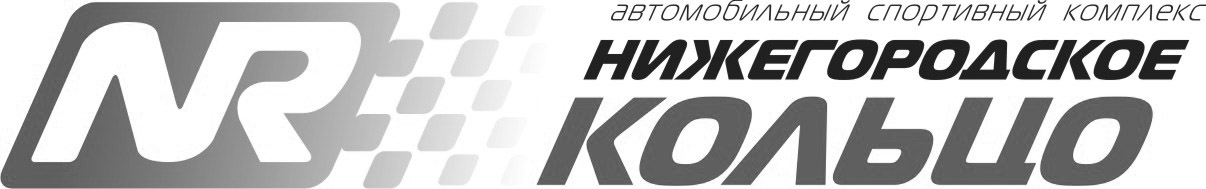 NR
автомобильный спортивный комплекс
НИЖЕГОРОДСКОЕ
КОЛЬЦО